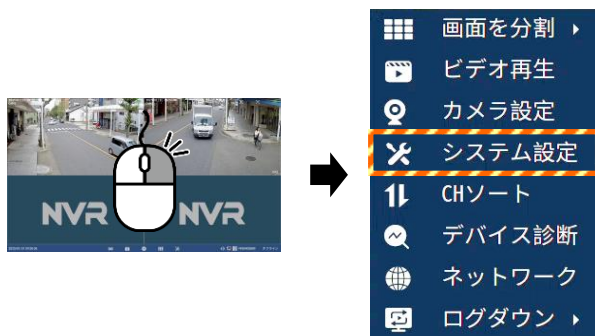 画面を分割
ビデオ再生
カメラ設定
システム設定
CHソート
デバイス診断
ネットワーク
ログダウン
NVR NVR